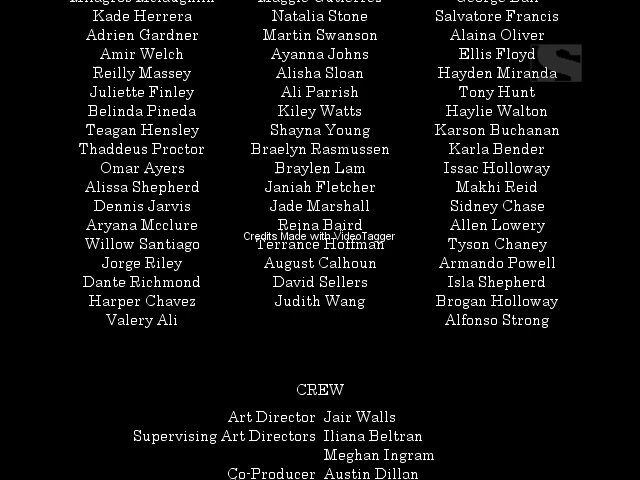 Kade Herrera Natalia Stone Salvatore Francis
Adrien Gardner Martin Swanson Alaina Oliver
Amir Welch Ayanna Johns Ellis Floyd
Reilly Massey Alisha Sloan Hayden Miranda
Juliette Finley Ali Parrish Tony Hunt
Belinda Pineda Kiley Watts Haylie Walton
Teagan Hensley Shayna Young Karson Buchanan
Thaddeus Proctor Braelyn Rasmussen Karla Bender
Omar Ayers Braylen Lam Issac Holloway
Alissa Shepherd Janiah Fletcher Makhi Reid
Dennis Jarvis Jade Marshall Sidney Chase
Aryana Mcclure Reina Baird Allen Lowery
Credits Made with VideoTagger
Willow Santiago Terrance Hoffman Tyson Chaney
Jorge Riley August Calhoun Armando Powell
Dante Richmond David Sellers Isla Shepherd
Harper Chavez Judith Wang Brogan Holloway
Valery Ali Alfonso Strong
CREW
Art Director Jair Walls
Supervising Art Directors Iliana Beltran
Meghan Ingram
Co-Producer Austin Dillon